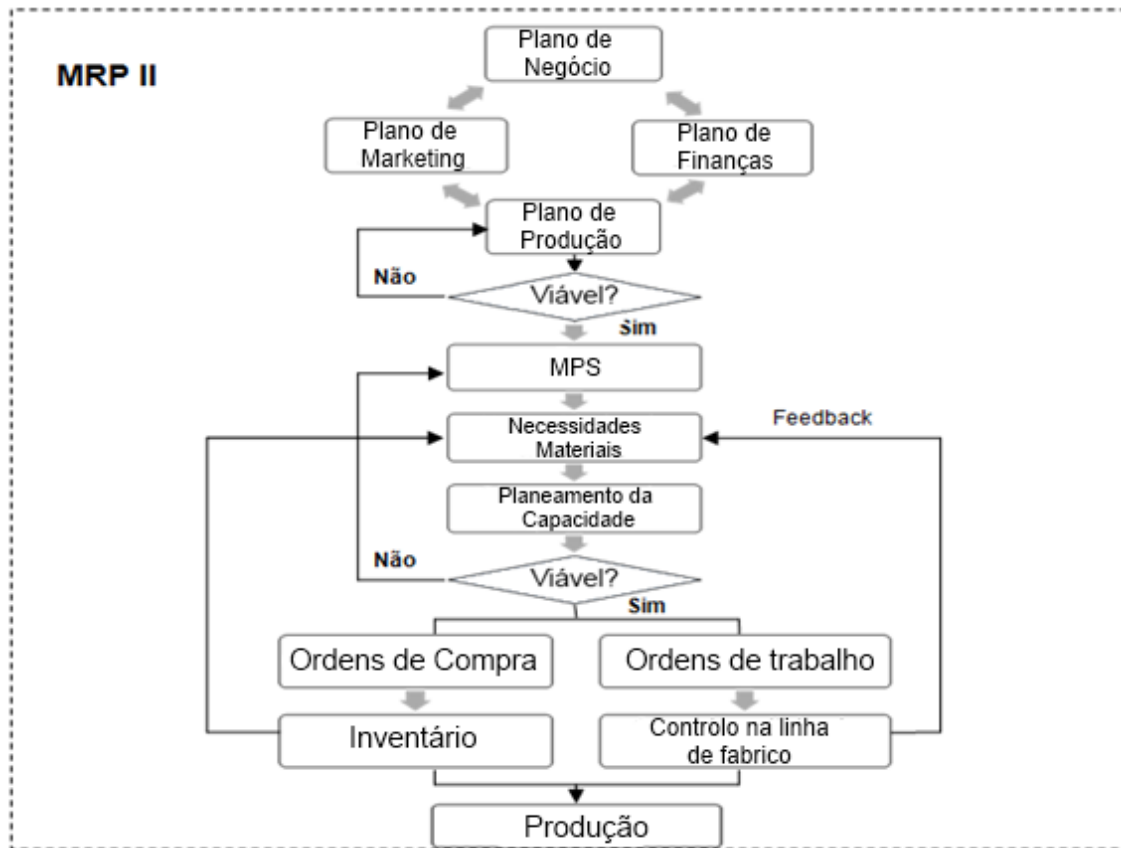 MRP II
Plano de
Negócio
Plano de
Marketing
Plano de
Finanças
Plano de
Produção
Não
Viável?
Sim
MPS
Necessidades
Materiais
Feedback
Planeamento da
Capacidade
Não
Viável?
Sim
Ordens de Compra
Ordens de trabalho
Inventário
Controlo na linha
de fabrico
Produção